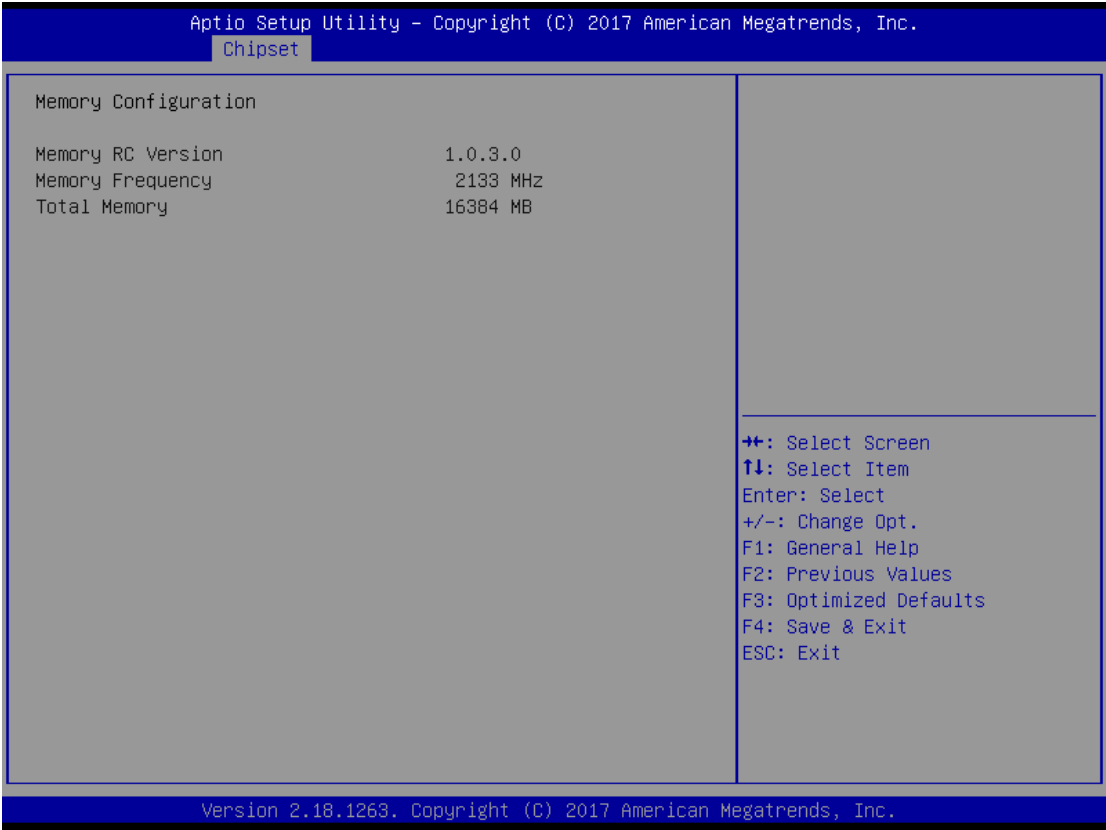 Aptio Setup Utility – Copyright (C) 2017 American Megatrends, Inc.
Chipset
Memory Configuration
Memory RC Version 1.0.3.0
Memory Frequency 2133 MHz
Total Memory 16384 MB
→←: Select Screen
↑↓: Select Item
Enter: Select
+/-: Change Opt.
F1: General Help
F2: Previous Values
F3: Optimized Defaults
F4: Save & Exit
ESC: Exit
Version 2.18.1263. Copyright (C) 2017 American Megatrends, Inc.